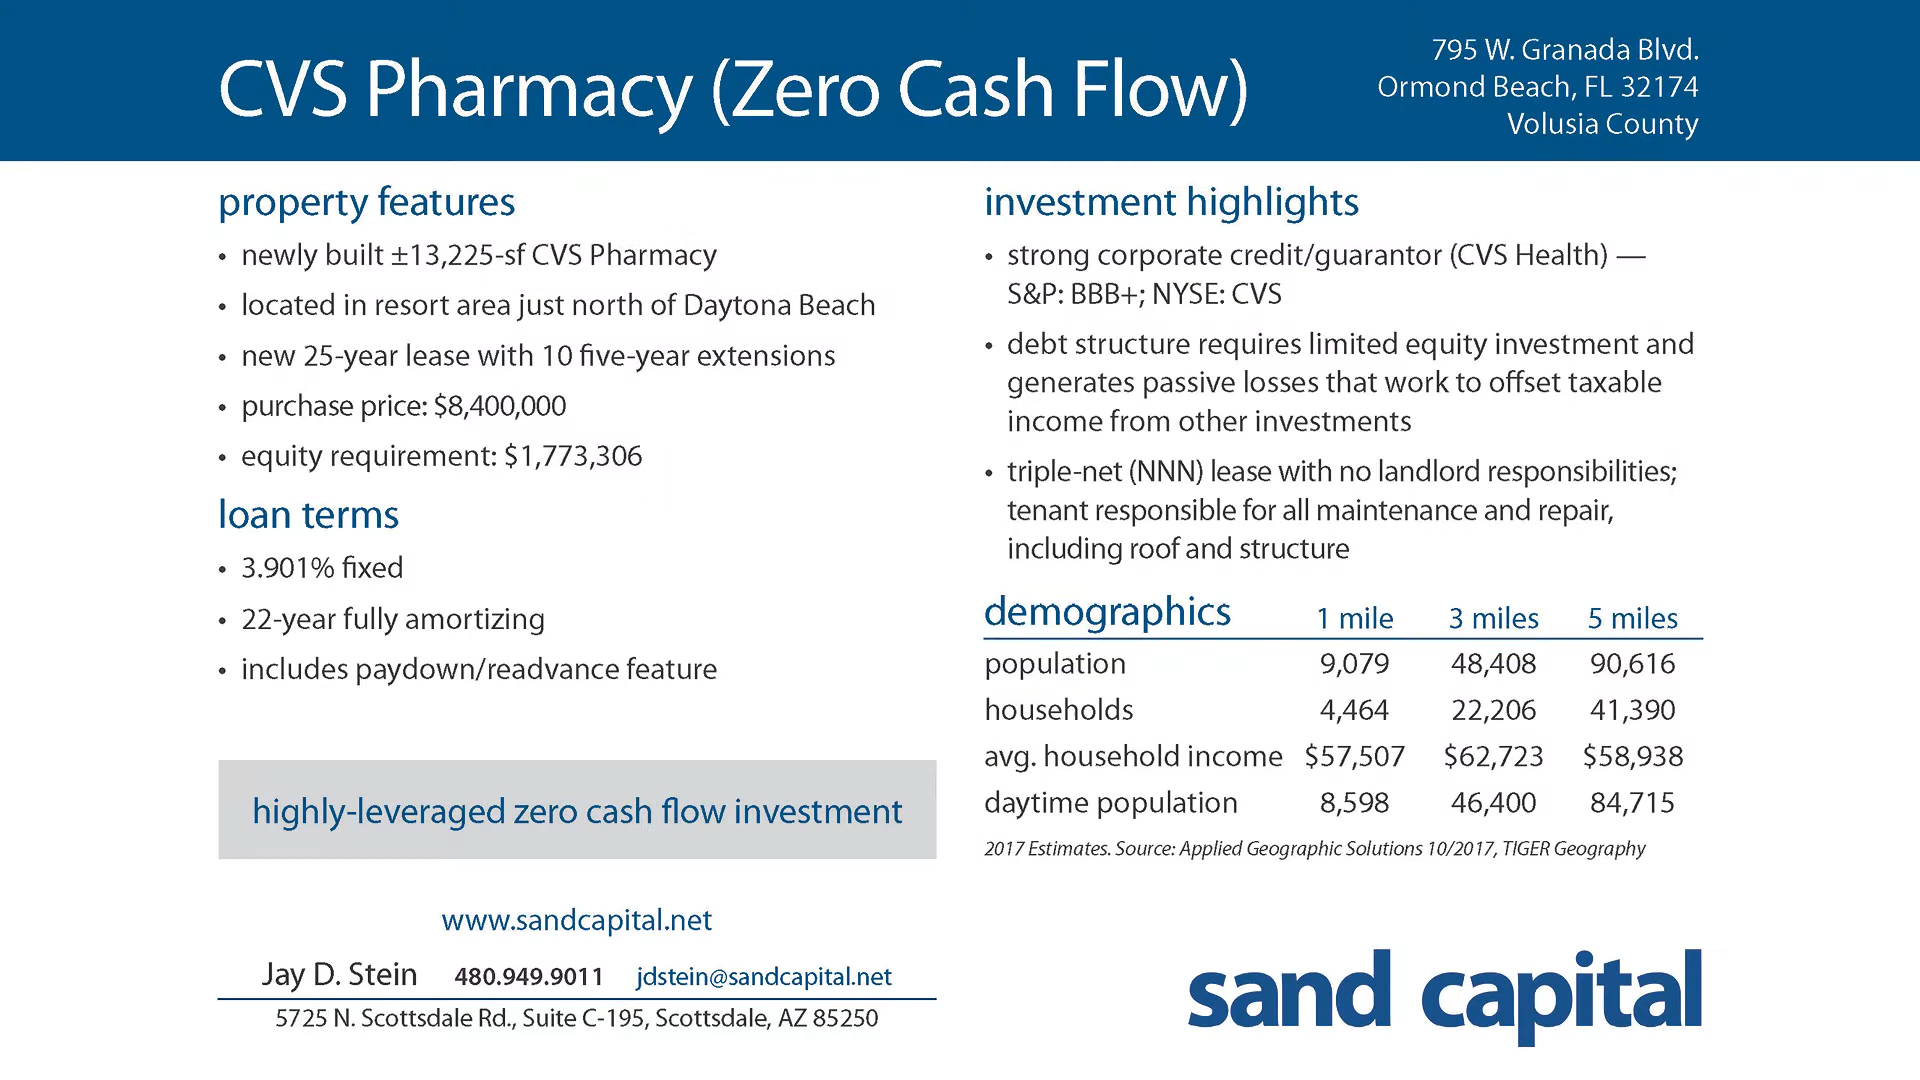 CVS Pharmacy (Zero Cash Flow)
795 W. Granada Blvd.
Ormond Beach, FL 32174
Volusia County
property features
• newly built ±13,225-sf CVS Pharmacy
• located in resort area just north of Daytona Beach
• new 25-year lease with 10 five-year extensions
• purchase price: $8,400,000
• equity requirement: $1,773,306
loan terms
• 3.901% fixed
• 22-year fully amortizing
• includes paydown/readvance feature
highly-leveraged zero cash flow investment
www.sandcapital.net
Jay D. Stein 480.949.9011 jdstein@sandcapital.net
5725 N. Scottsdale Rd., Suite C-195, Scottsdale, AZ 85250
investment highlights
• strong corporate credit/guarantor (CVS Health) —
S&P: BBB+; NYSE: CVS
• debt structure requires limited equity investment and
generates passive losses that work to offset taxable
income from other investments
• triple-net (NNN) lease with no landlord responsibilities;
tenant responsible for all maintenance and repair,
including roof and structure
demographics 1 mile 3 miles 5 miles
population 9,079 48,408 90,616
households 4,464 22,206 41,390
avg. household income $57,507 $62,723 $58,938
daytime population 8,598 46,400 84,715
2017 Estimates. Source: Applied Geographic Solutions 10/2017, TIGER Geography
sand capital